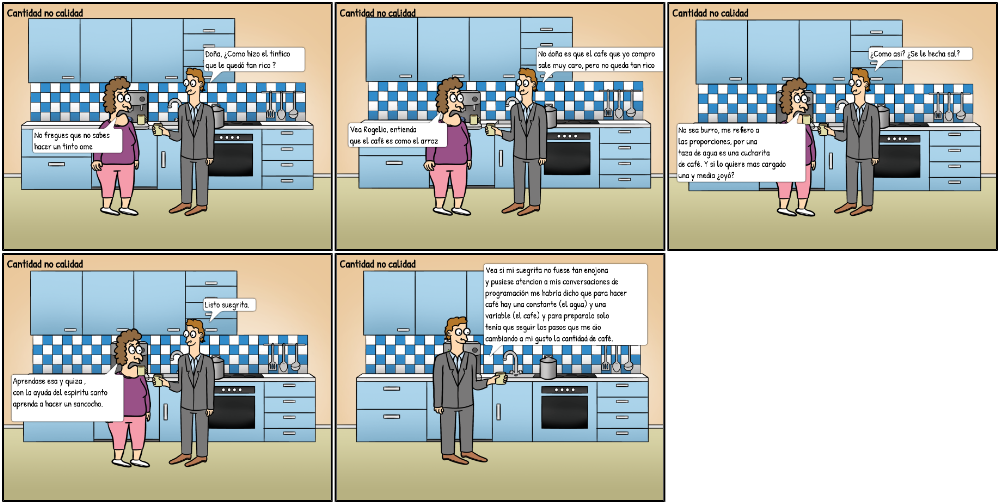 Cantidad no calidad
Doña, ¿Como hizo el tintico
que le quedó tan rico ?
No fregues que no sabes
hacer un tinto ome
Cantidad no calidad
No doña es que el cafe que yo compro
sale muy caro, pero no queda tan rico
Vea Rogelio, entienda
que el café es como el arroz
Cantidad no calidad
¿Como asi? ¿Se le hecha sal?
No sea burro, me refiero a
las proporciones, por una
taza de agua es una cucharita
de café. Y si lo quiere mas cargado
una y media ¿oyó?
Cantidad no calidad
Listo suegrita.
Aprendase esa y quiza ,
con la ayuda del espiritu santo
aprenda a hacer un sancocho.
Cantidad no calidad
Vea si mi suegrita no fuese tan enojona
y pusiese atencion a mis conversaciones de
programación me habria dicho que para hacer
café hay una constante (el agua) y una
variable (el cafe) y para prepararlo solo
tenia que seguir los pasos que me dio
cambiando a mi gusto la cantidad de café.